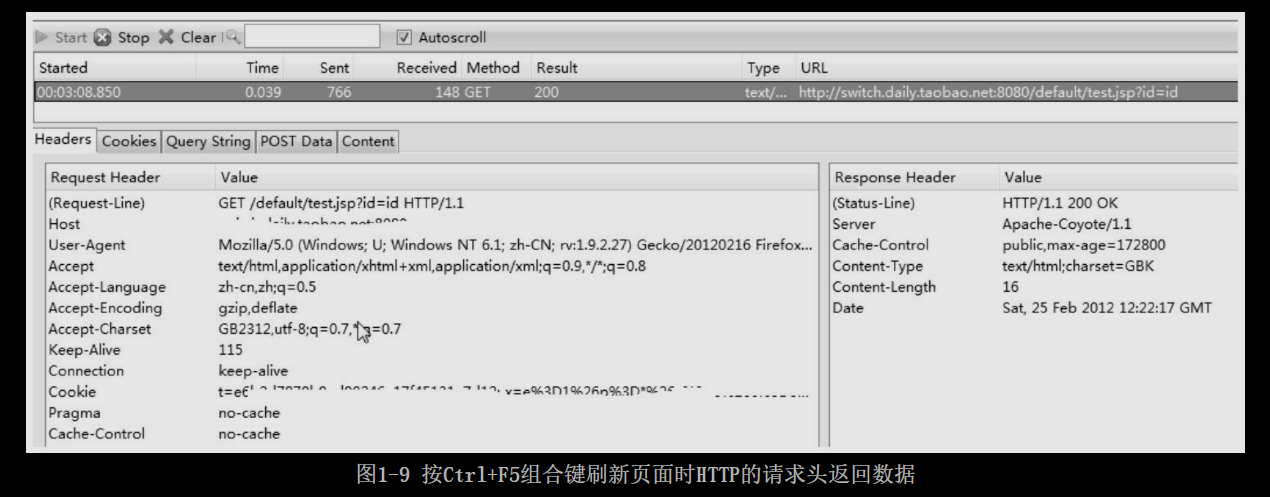 Start Stop Clear Autoscroll
Started Time Sent Received Method Result Type URL
00:03:08.850 0.039 766 148 GET 200 text/... http://switch.daily.taobao.net:8080/default/test.jsp?id=id
Headers Cookies Query String POST Data Content
Request Header Value Response Header Value
(Request-Line) GET /default/test.jsp?id=id HTTP/1.1 (Status-Line) HTTP/1.1 200 OK
Host Server Apache-Coyote/1.1
User-Agent Mozilla/5.0 (Windows; U; Windows NT 6.1; zh-CN; rv:1.9.2.27) Gecko/20120216 Firefox... Cache-Control public,max-age=172800
Accept text/html,application/xhtml+xml,application/xml;q=0.9,*/*;q=0.8 Content-Type text/html;charset=GBK
Accept-Language zh-cn,zh;q=0.5 Content-Length 16
Accept-Encoding gzip,deflate Date Sat, 25 Feb 2012 12:22:17 GMT
Accept-Charset GB2312,utf-8;q=0.7,*;q=0.7
Keep-Alive 115
Connection keep-alive
Cookie
Pragma no-cache
Cache-Control no-cache
图1-9 按Ctrl+F5组合键刷新页面时HTTP的请求头返回数据